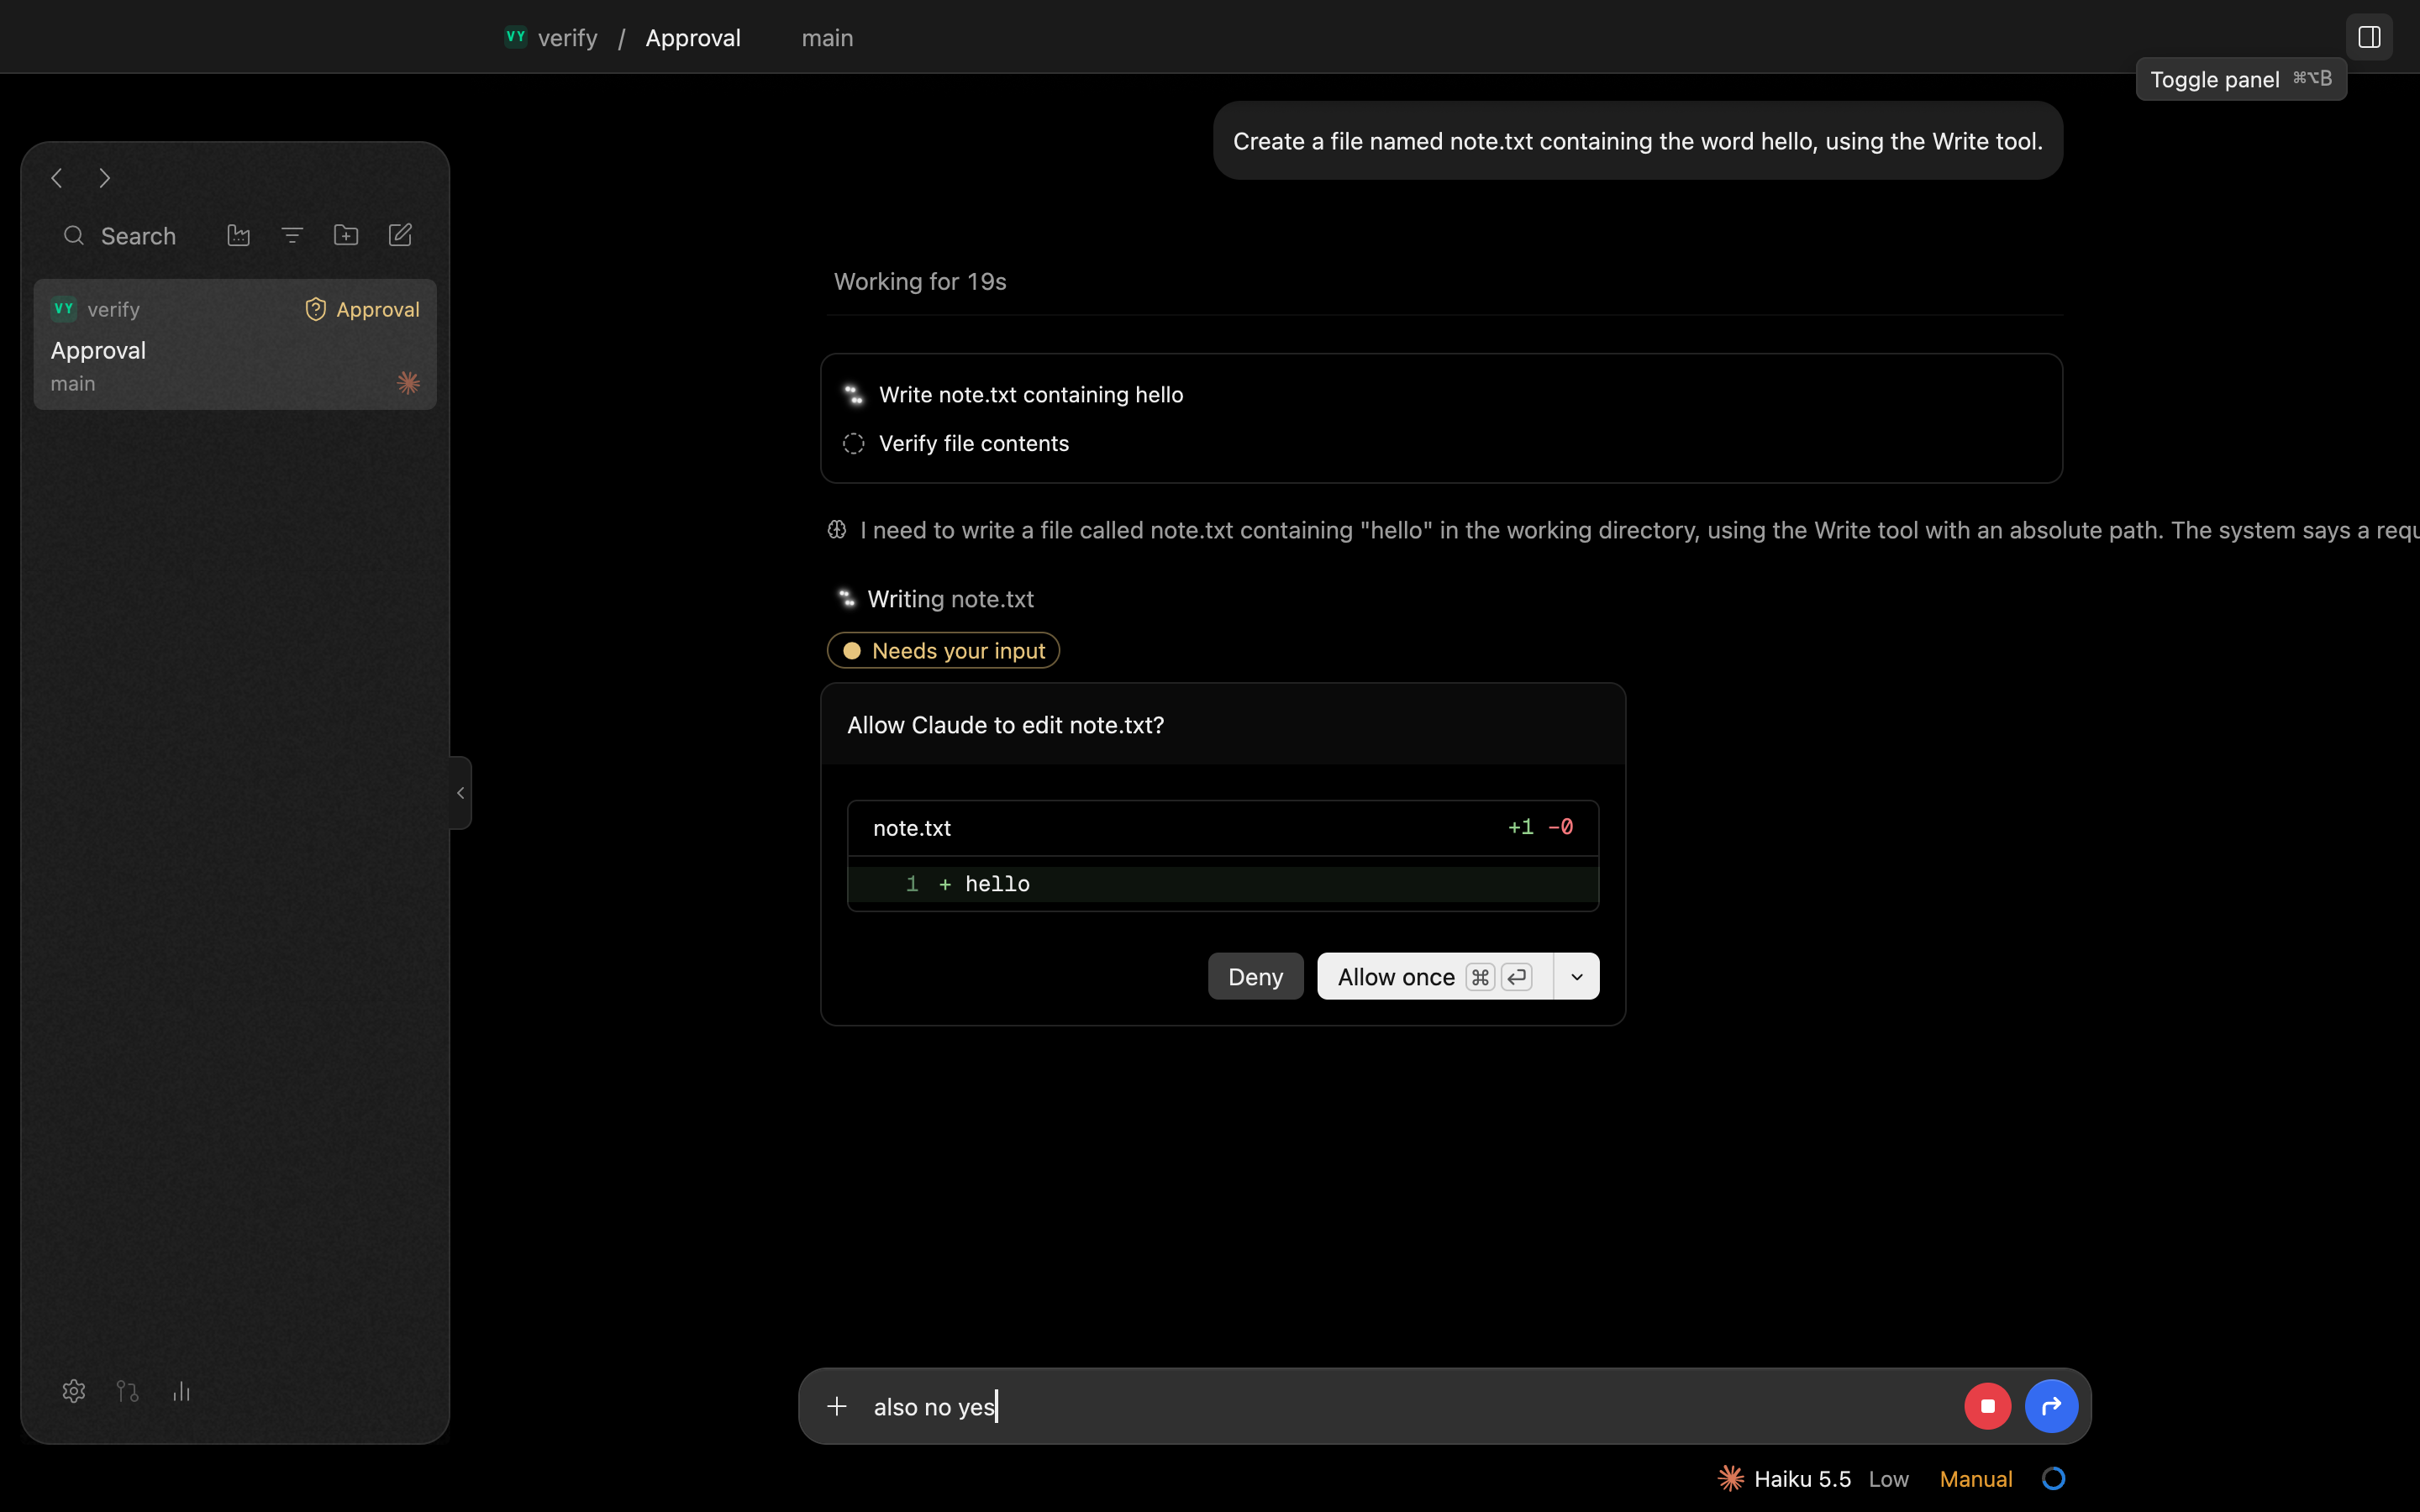 VY verify / Approval main
Toggle panel ⌘⌥B
Create a file named note.txt containing the word hello, using the Write tool.
Search
VY verify Approval
Approval
main
Working for 19s
Write note.txt containing hello
Verify file contents
I need to write a file called note.txt containing "hello" in the working directory, using the Write tool with an absolute path. The system says a requ
Writing note.txt
Needs your input
Allow Claude to edit note.txt?
note.txt +1 -0
1 + hello
Deny Allow once ⌘
also no yes
Haiku 5.5 Low Manual